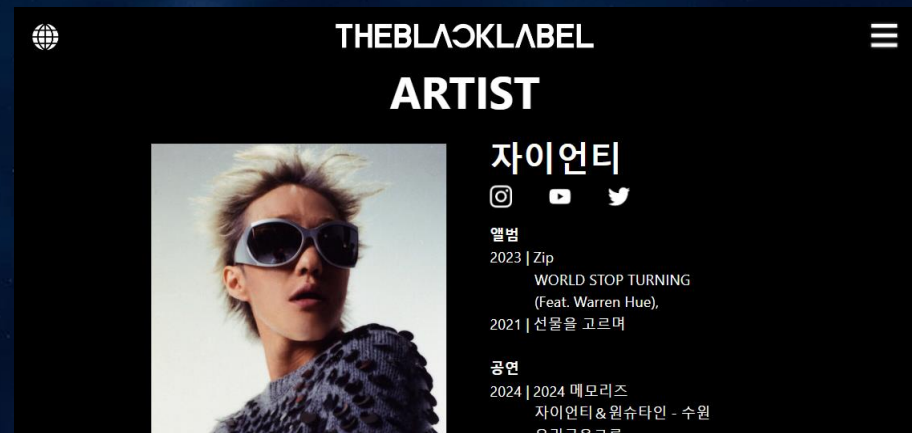 THEBLACKLABEL
ARTIST
자이언티
앨범
2023 | Zip
WORLD STOP TURNING
(Feat. Warren Hue),
2021 | 선물을 고르며
공연
2024 | 2024 메모리즈
자이언티&원슈타인 - 수원